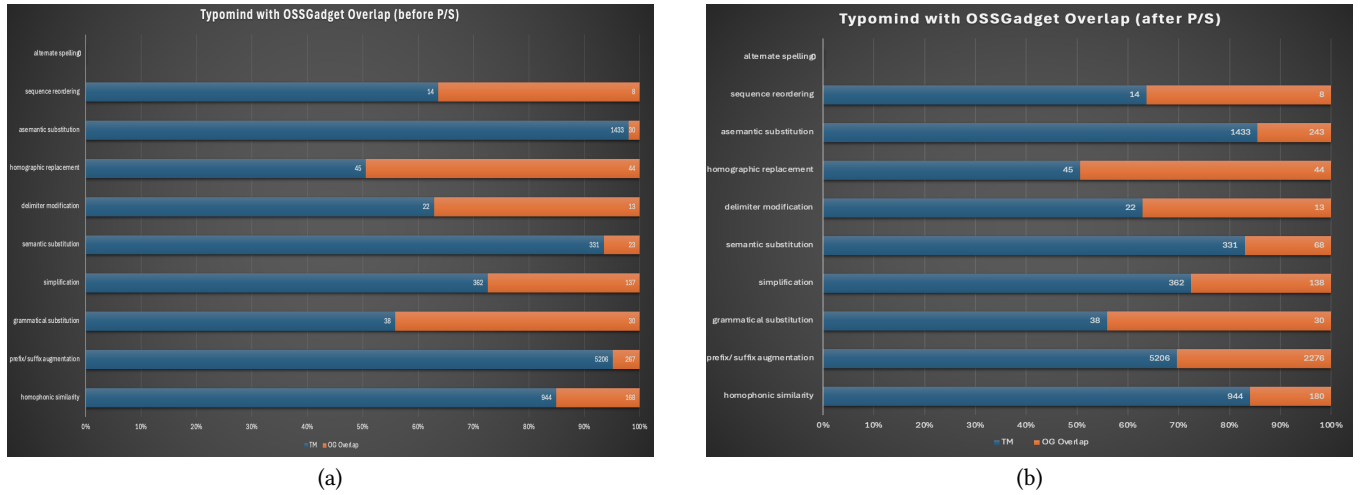 Typomind with OSSGadget Overlap (before P/S)
alternate spelling 0
sequence reordering 14 8
asemantic substitution 1433 30
homographic replacement 45 44
delimiter modification 22 13
semantic substitution 331 23
simplification 362 137
grammatical substitution 38 30
prefix/ suffix augmentation 5206 267
homophonic similarity 944 168
0% 10% 20% 30% 40% 50% 60% 70% 80% 90% 100%
TM OG Overlap
(a)
Typomind with OSSGadget Overlap (after P/S)
alternate spelling 0
sequence reordering 14 8
asemantic substitution 1433 243
homographic replacement 45 44
delimiter modification 22 13
semantic substitution 331 68
simplification 362 138
grammatical substitution 38 30
prefix/ suffix augmentation 5206 2276
homophonic similarity 944 180
0% 10% 20% 30% 40% 50% 60% 70% 80% 90% 100%
TM OG Overlap
(b)